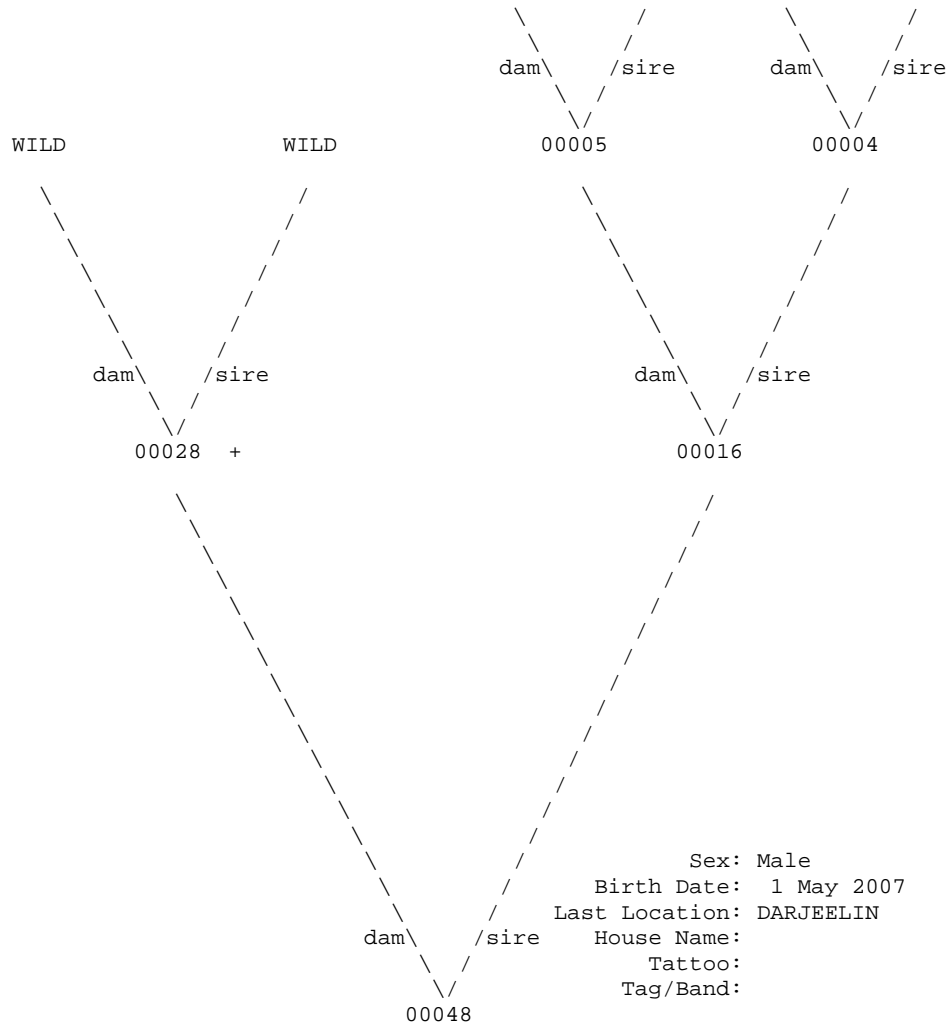 dam sire dam sire
WILD WILD 00005 00004
dam sire dam sire
00028 + 00016
Sex: Male
Birth Date: 1 May 2007
Last Location: DARJEELIN
dam sire House Name:
Tattoo:
Tag/Band:
00048